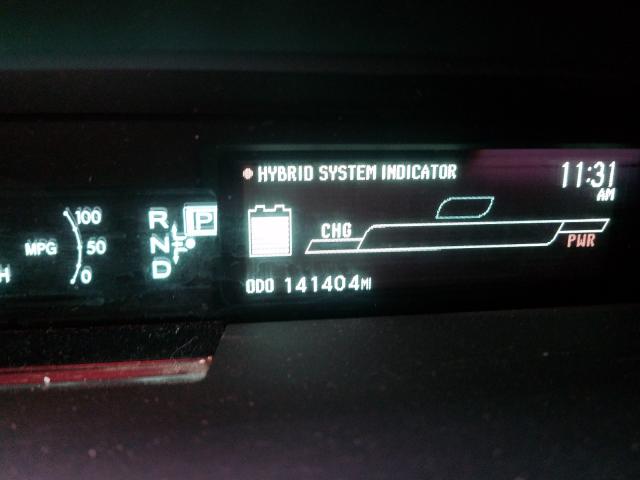 HYBRID SYSTEM INDICATOR
11:31
AM
100
MPG 50
0
H
R
P
N
D
CHG
PWR
ODO 141404MI